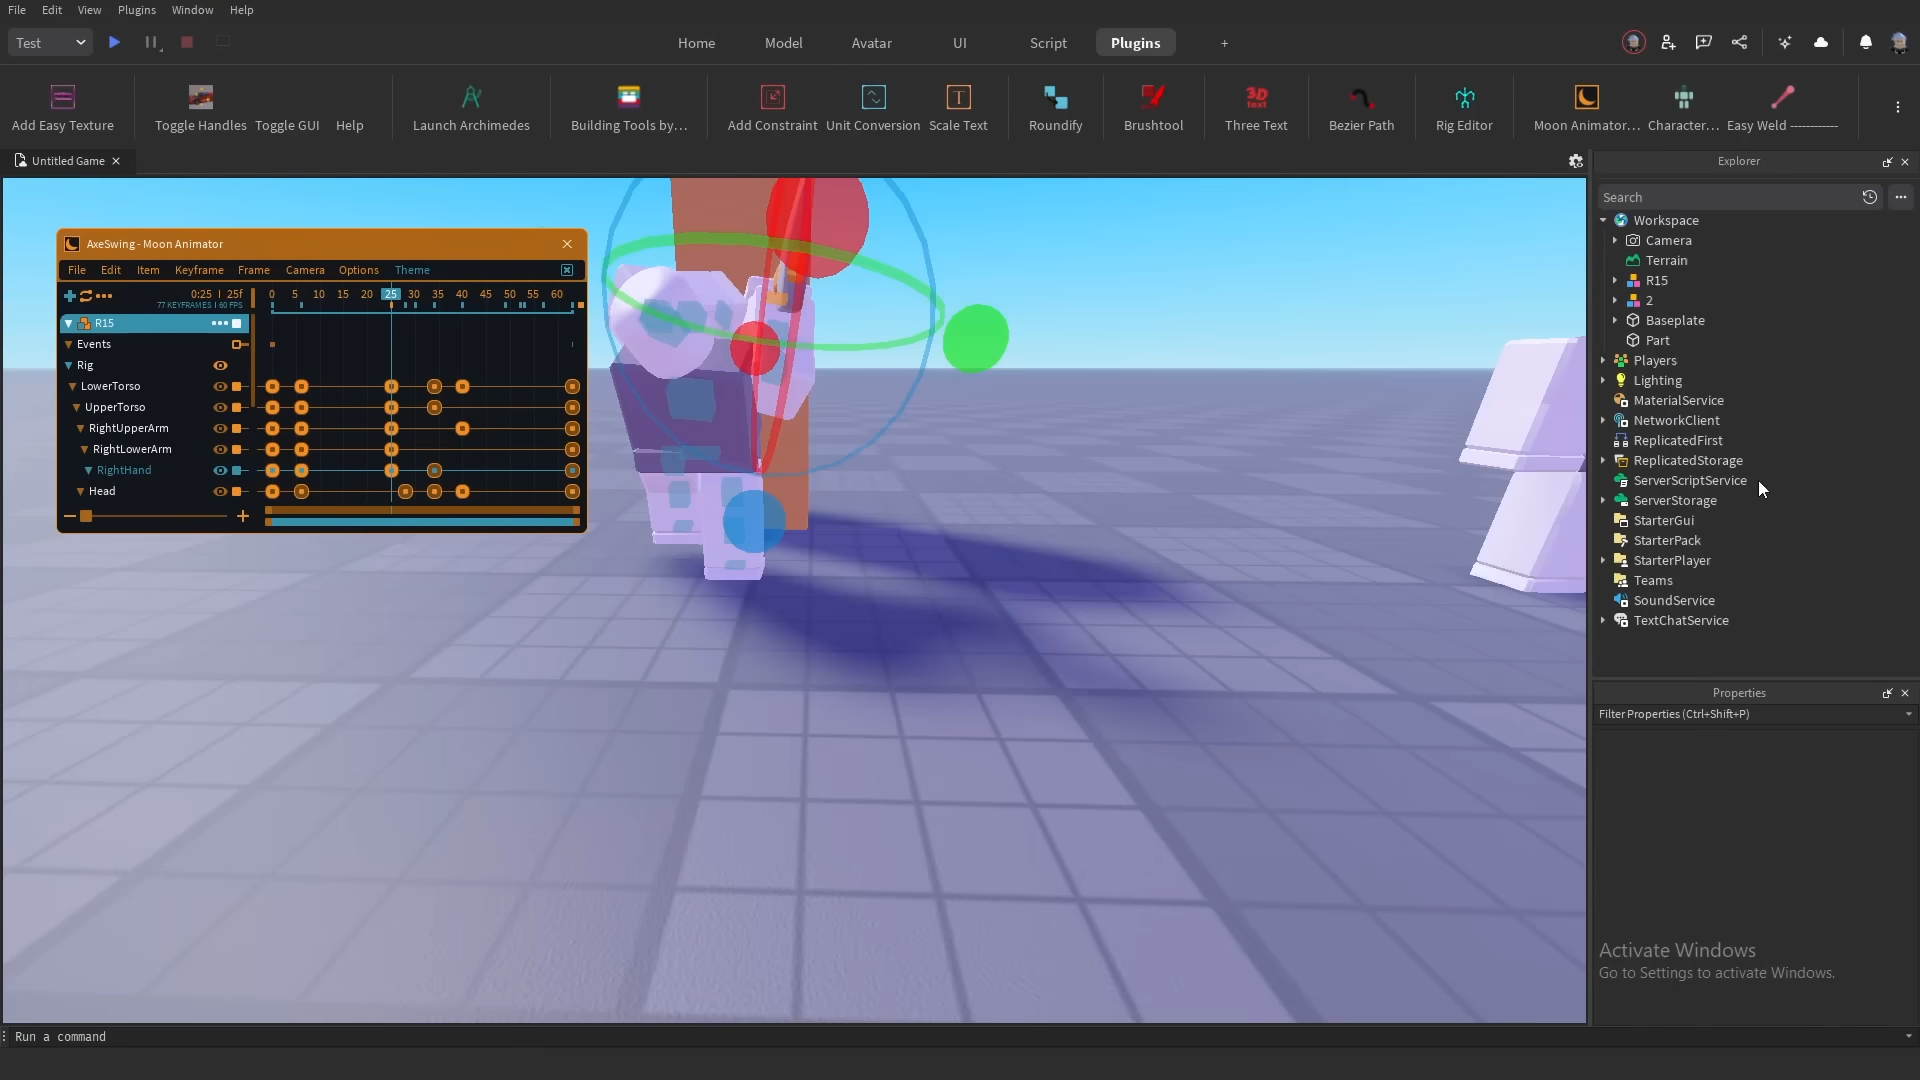 File Edit View Plugins Window Help
Test
Home Model Avatar UI Script Plugins +
Add Easy Texture Toggle Handles Toggle GUI Help Launch Archimedes Building Tools by... Add Constraint Unit Conversion Scale Text Roundify Brushtool Three Text Bezier Path Rig Editor Moon Animator... Character... Easy Weld ------------
3D
text
Untitled Game
Explorer
Search
Workspace
Camera
Terrain
R15
2
Baseplate
Part
Players
Lighting
MaterialService
NetworkClient
ReplicatedFirst
ReplicatedStorage
ServerScriptService
ServerStorage
StarterGui
StarterPack
StarterPlayer
Teams
SoundService
TextChatService
AxeSwing - Moon Animator
File Edit Item Keyframe Frame Camera Options Theme
0:25 | 25f
77 KEYFRAMES | 60 FPS
0 5 10 15 20 25 30 35 40 45 50 55 60
R15
Events
Rig
LowerTorso
UpperTorso
RightUpperArm
RightLowerArm
RightHand
Head
Properties
Filter Properties (Ctrl+Shift+P)
Activate Windows
Go to Settings to activate Windows.
Run a command